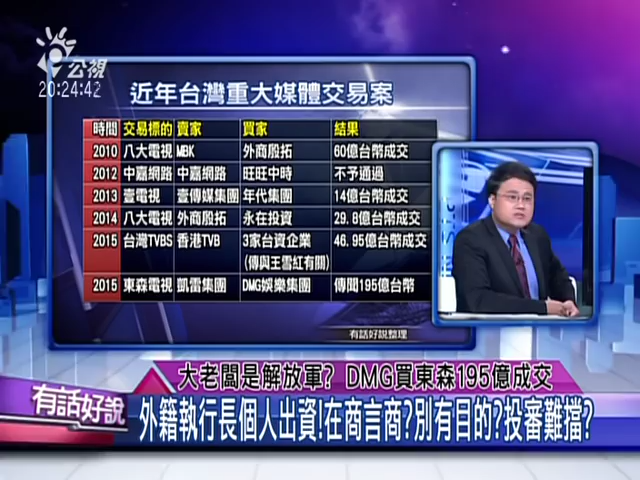 公視
20:24:42
近年台灣重大媒體交易案
時間 交易標的 賣家 買家 結果
2010 八大電視 MBK 外商殷拓 60億台幣成交
2012 中嘉網路 中嘉網路 旺旺中時 不予通過
2013 壹電視 壹傳媒集團 年代集團 14億台幣成交
2014 八大電視 外商殷拓 永在投資 29.8億台幣成交
2015 台灣TVBS 香港TVB 3家台資企業 46.95億台幣成交
(傳與王雪紅有關)
2015 東森電視 凱雷集團 DMG娛樂集團 傳聞195億台幣
有話好說整理
大老闆是解放軍? DMG買東森195億成交
有話好說
外籍執行長個人出資!在商言商?別有目的?投審難擋?